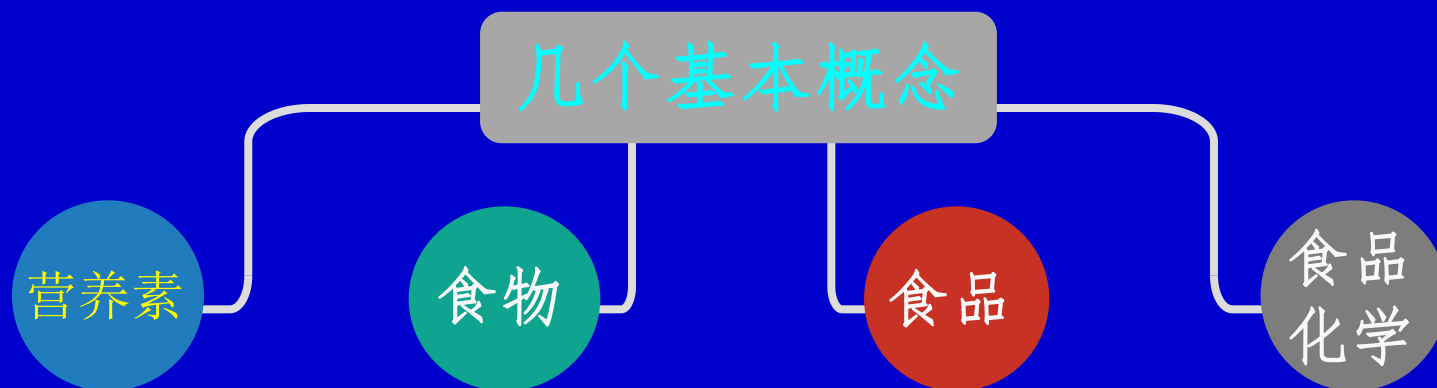 几个基本概念
营养素
食物
食品
食品
化学